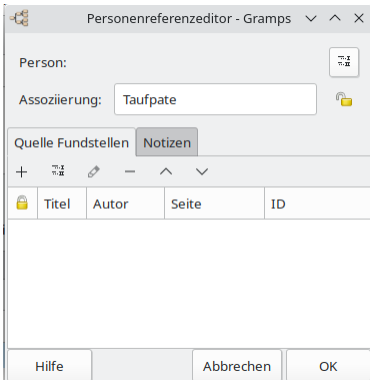 Personenreferenzeditor - Gramps
Person:
Assoziierung: Taufpate
Quelle Fundstellen Notizen
Titel Autor Seite ID
Hilfe Abbrechen OK